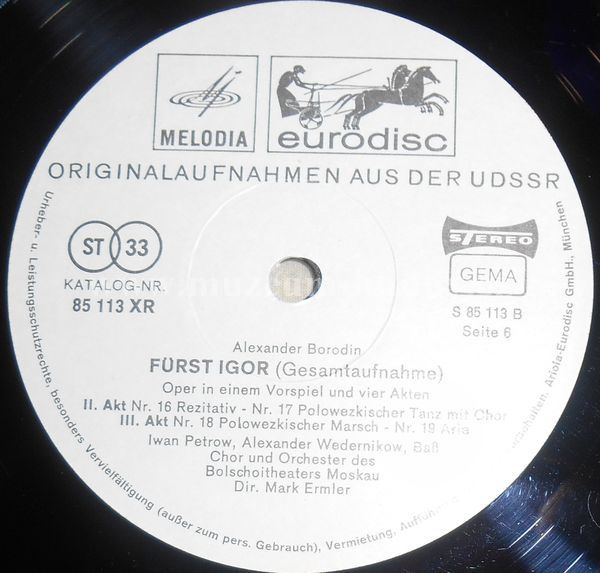 MELODIA
eurodisc
ORIGINALAUFNAHMEN AUS DER UDSSR
ST 33
KATALOG-NR.
85 113 XR
STEREO
GEMA
S 85 113 B
Seite 6
Alexander Borodin
FÜRST IGOR (Gesamtaufnahme)
Oper in einem Vorspiel und vier Akten
II. Akt Nr. 16 Rezitativ - Nr. 17 Polowezkischer Tanz mit Chor
III. Akt Nr. 18 Polowezkischer Marsch - Nr. 19 Arie
Iwan Petrow, Alexander Wedernikow, Baß
Chor und Orchester des
Bolschoitheaters Moskau
Dir. Mark Ermler
Urheber- u. Leistungsschutzrechte, besonders Vervielfältigung (außer zum pers. Gebrauch), Vermietung, Aufführung Ariola-Eurodisc GmbH., München